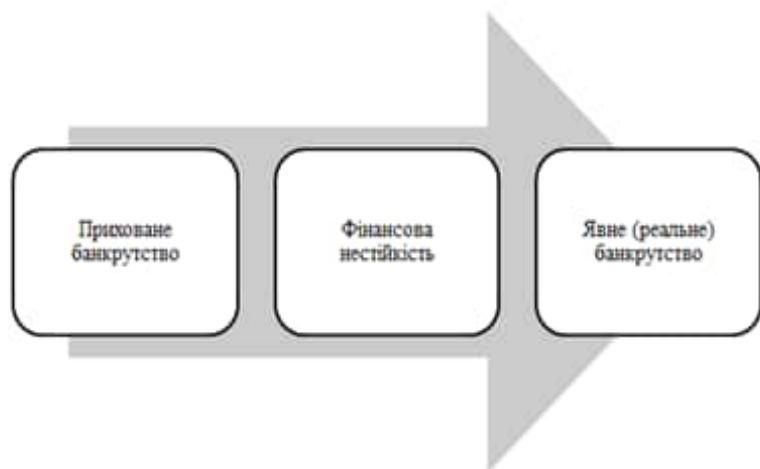 Приховане
банкрутство
Фінансова
нестійкість
Явне (реальне)
банкрутство